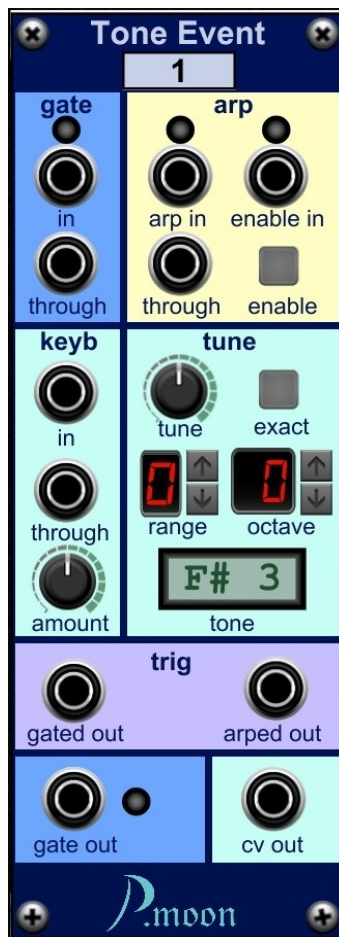 Tone Event
1
gate
arp
in
arp in
enable in
through
through
enable
keyb
tune
in
tune
exact
through
0
0
range
octave
amount
F# 3
tone
trig
gated out
arped out
gate out
cv out
P.moon